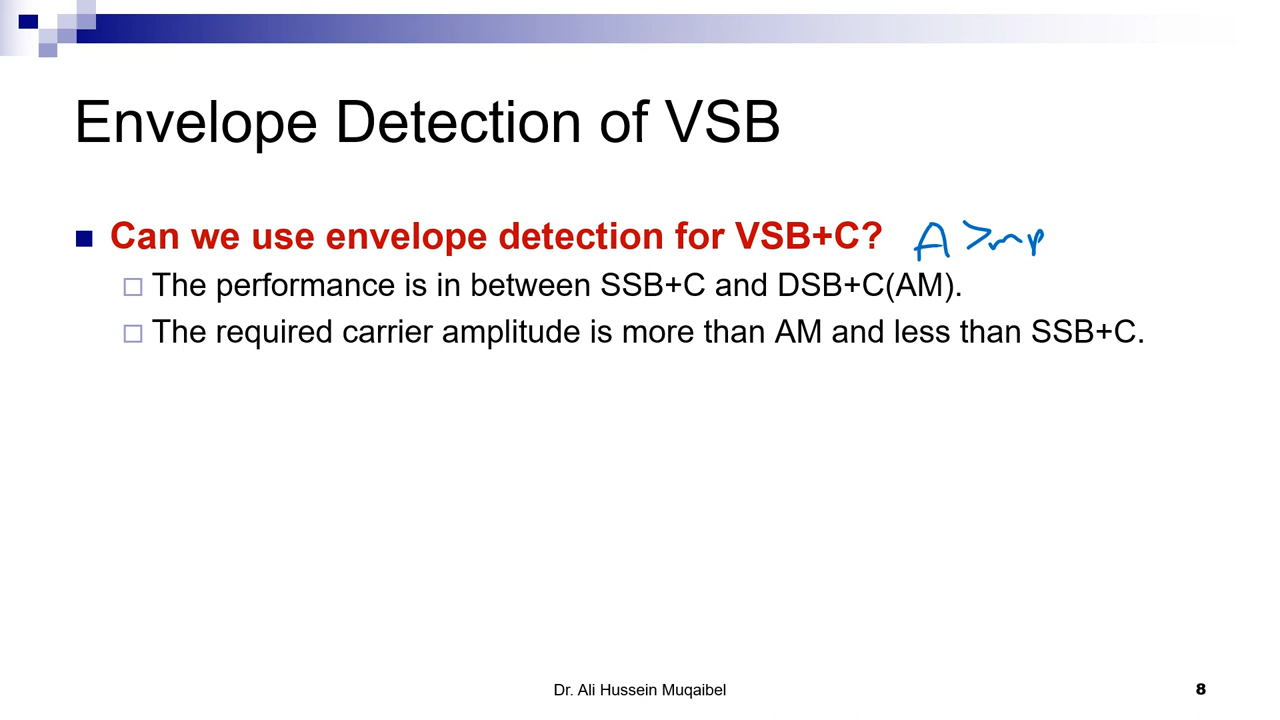 Envelope Detection of VSB
Can we use envelope detection for VSB+C? A >mp
The performance is in between SSB+C and DSB+C(AM).
The required carrier amplitude is more than AM and less than SSB+C.
Dr. Ali Hussein Muqaibel
8